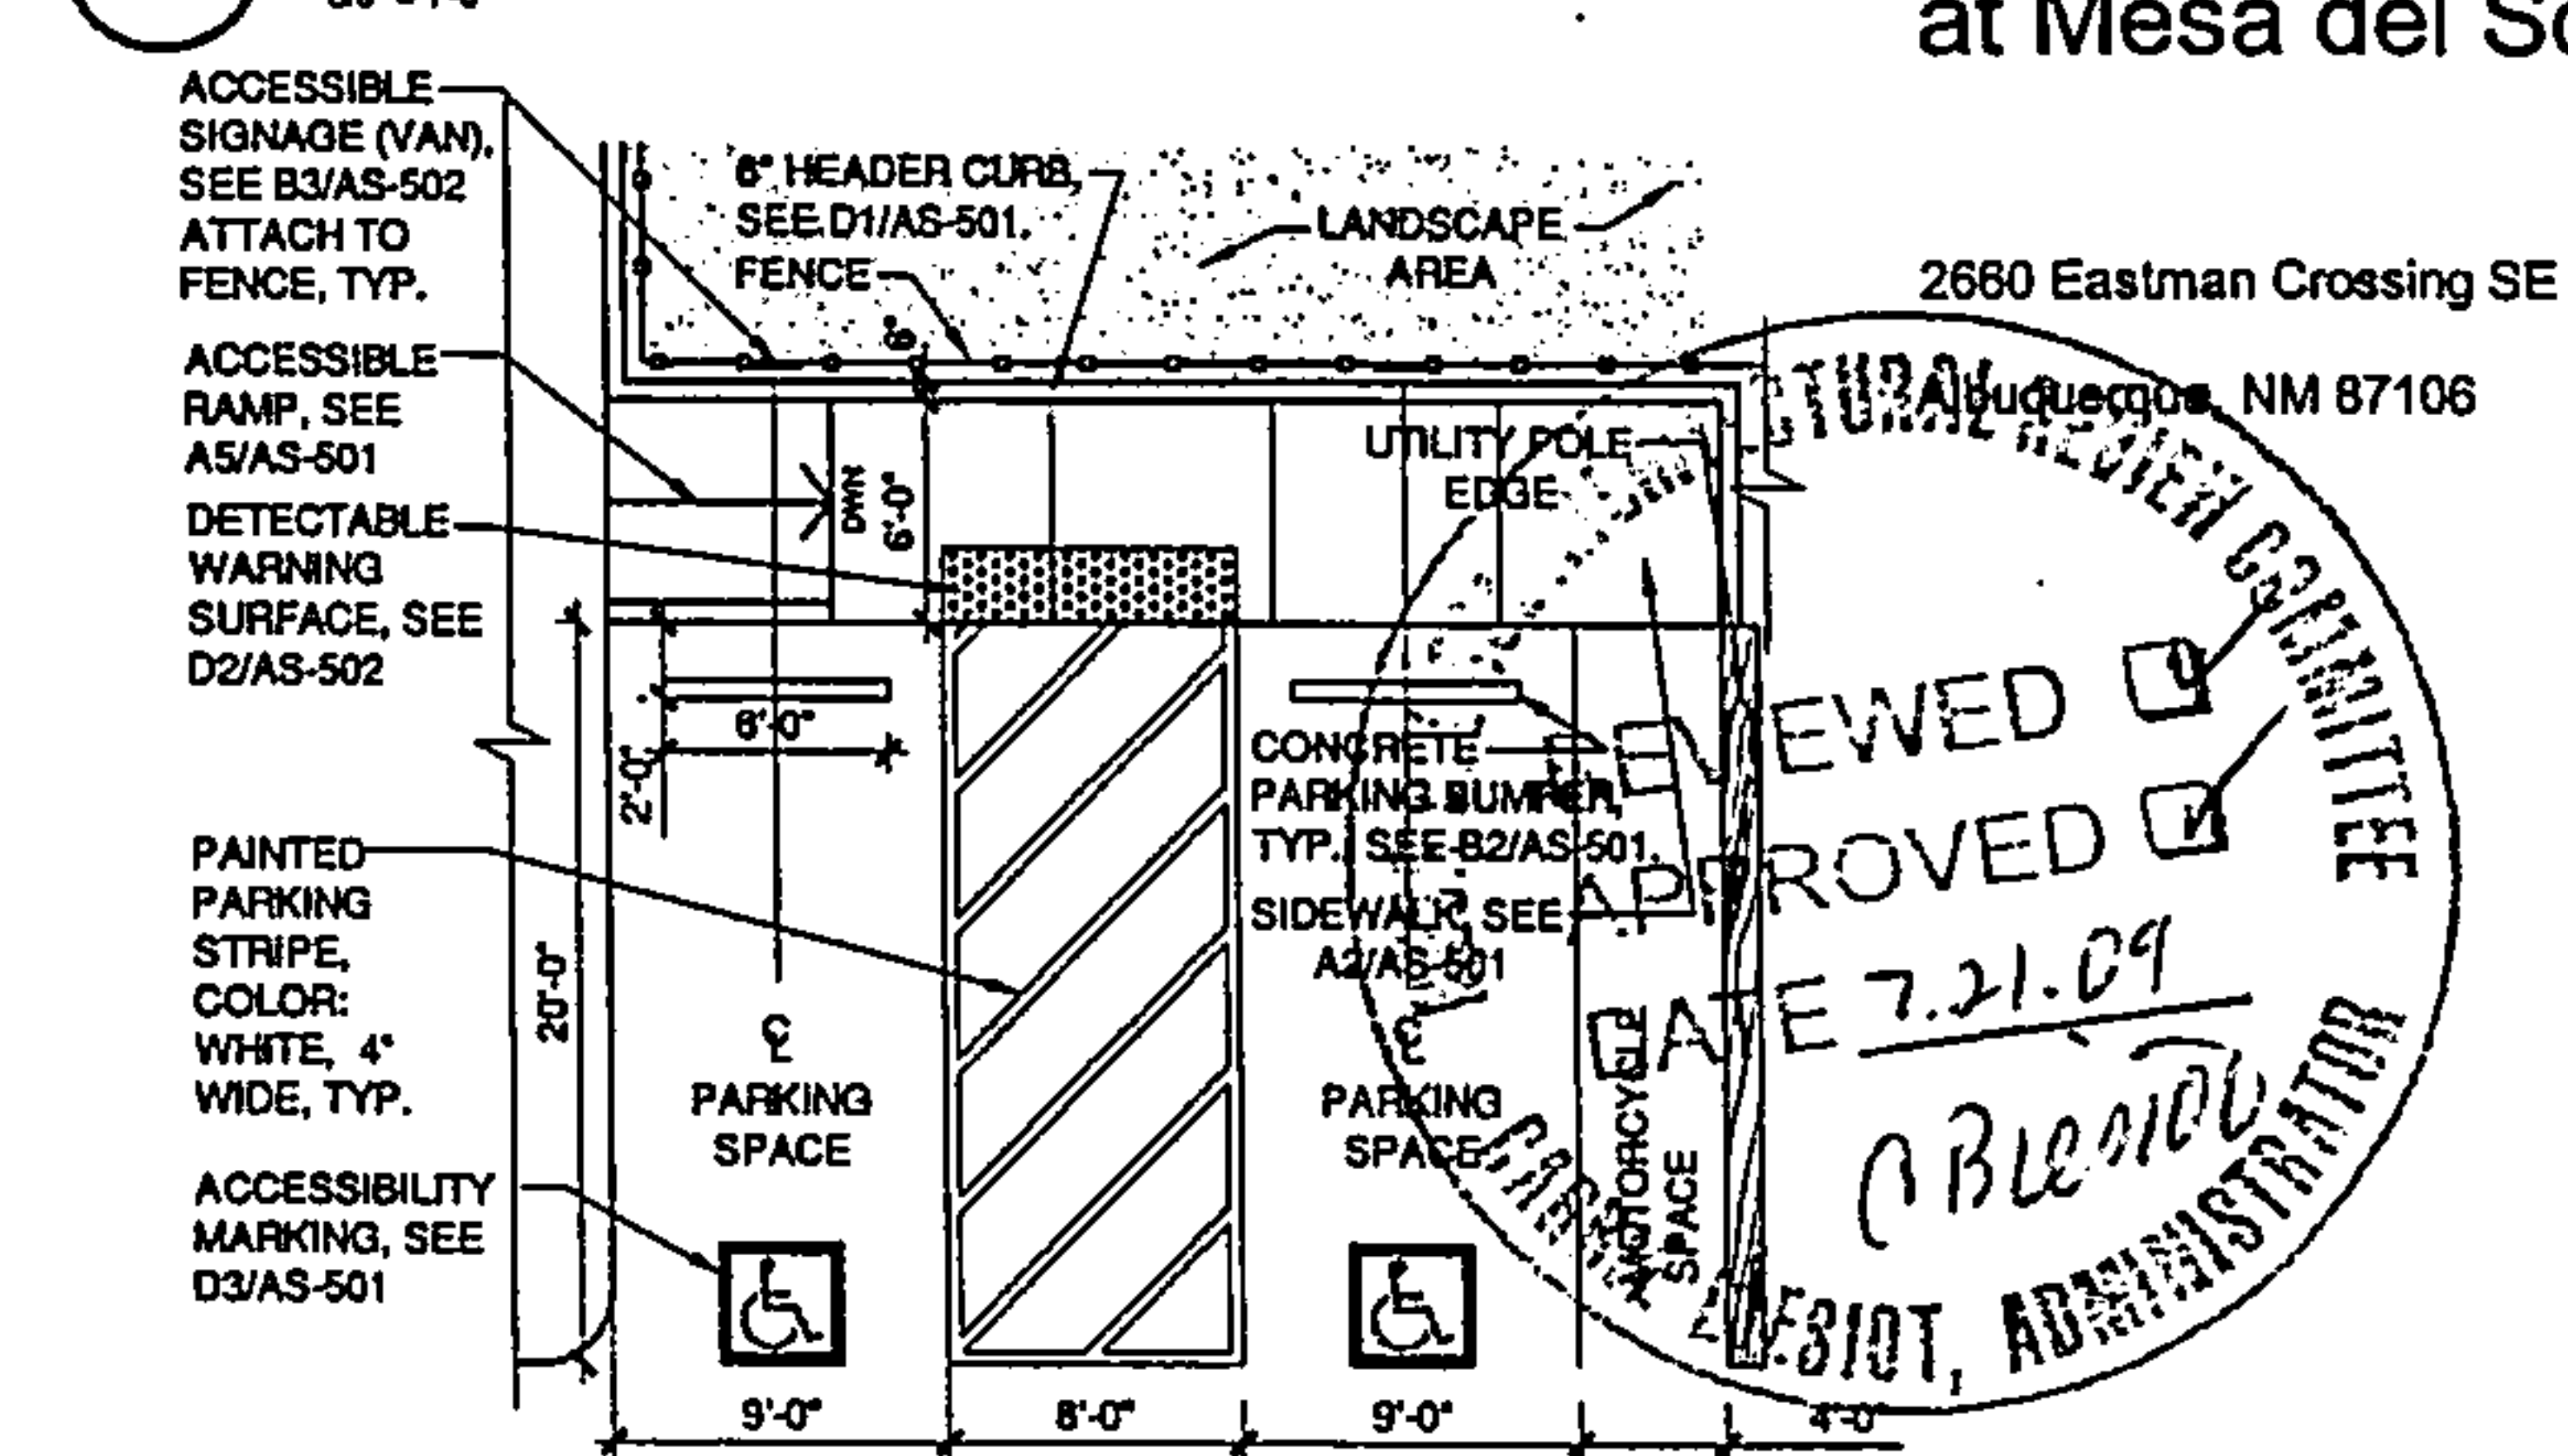 at Mesa del
2660 Eastman Crossing SE
Albuquerque, NM 87106
ACCESSIBLE
SIGNAGE (VAN),
SEE B3/AS-502
ATTACH TO
FENCE, TYP.
6" HEADER CURB,
SEE D1/AS-501.
FENCE
LANDSCAPE
AREA
6"
ACCESSIBLE
RAMP, SEE
A5/AS-501
DWN
6'-0"
UTILITY POLE
EDGE
DETECTABLE
WARNING
SURFACE, SEE
D2/AS-502
6'-0"
2'-0"
CONCRETE
PARKING BUMPER,
TYP. SEE B2/AS-501.
SIDEWALK, SEE
A2/AS-501
PAINTED
PARKING
STRIPE,
COLOR:
WHITE, 4"
WIDE, TYP.
20'-0"
℄
PARKING
SPACE
℄
PARKING
SPACE
MOTORCYCLE
SPACE
ACCESSIBILITY
MARKING, SEE
D3/AS-501
9'-0"
8'-0"
9'-0"
4'-0"
REVIEW COMMITTEE
REVIEWED
APPROVED
DATE 7.21.09
ADMINISTRATOR